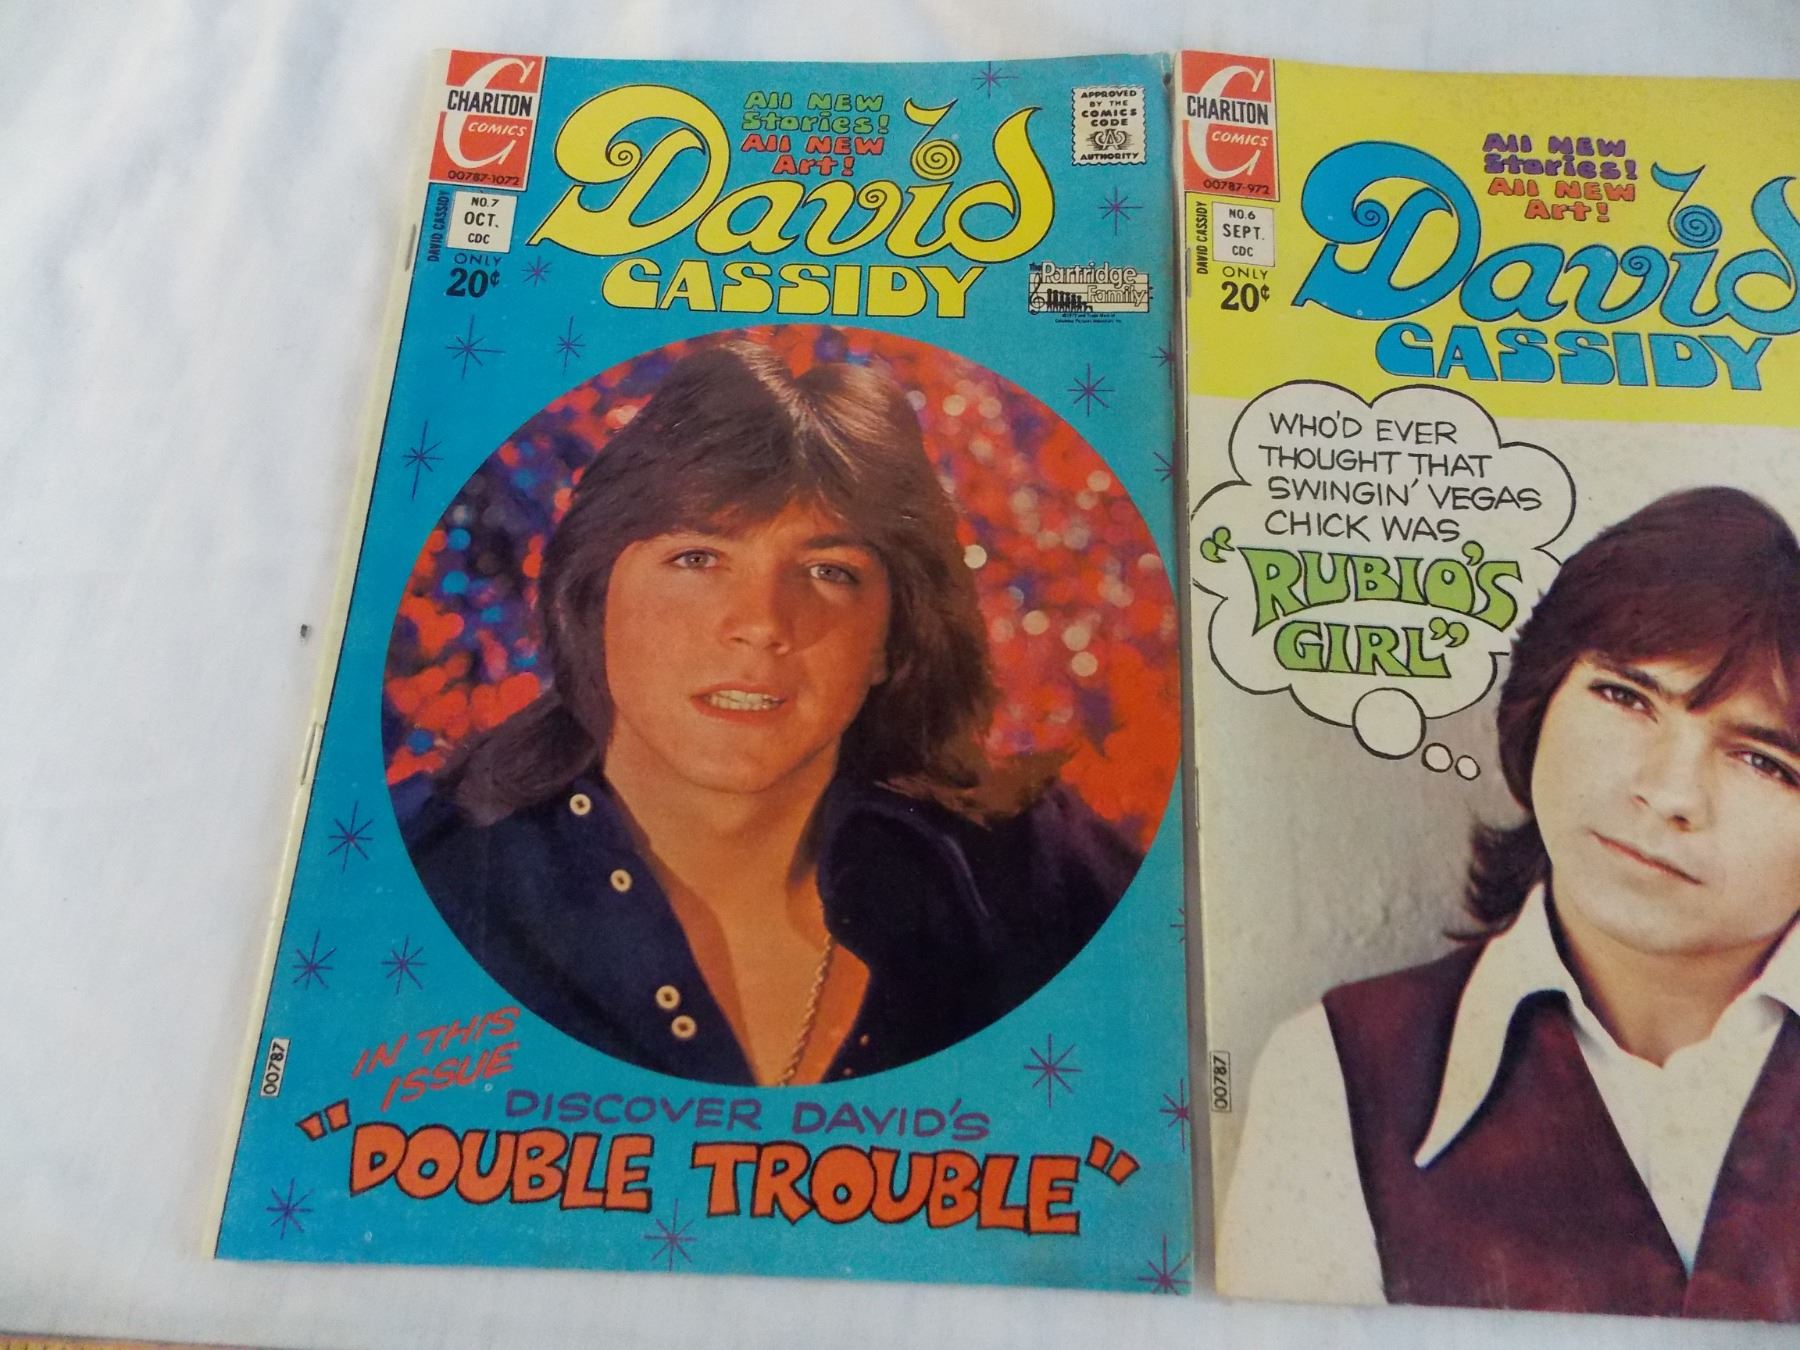 CHARLTON
COMICS
00787-1072
NO. 7
OCT.
CDC
DAVID CASSIDY
ONLY
20¢
All NEW
Stories!
All NEW
Art!
David
CASSIDY
APPROVED
BY THE
COMICS
CODE
CA
AUTHORITY
the Partridge
Family
IN THIS
ISSUE
DISCOVER DAVID'S
"DOUBLE TROUBLE"
00787
CHARLTON
COMICS
00787-972
NO. 6
SEPT.
CDC
DAVID CASSIDY
ONLY
20¢
All NEW
Stories!
All NEW
Art!
David
CASSIDY
WHO'D EVER
THOUGHT THAT
SWINGIN' VEGAS
CHICK WAS
"RUBIO'S
GIRL"
00787